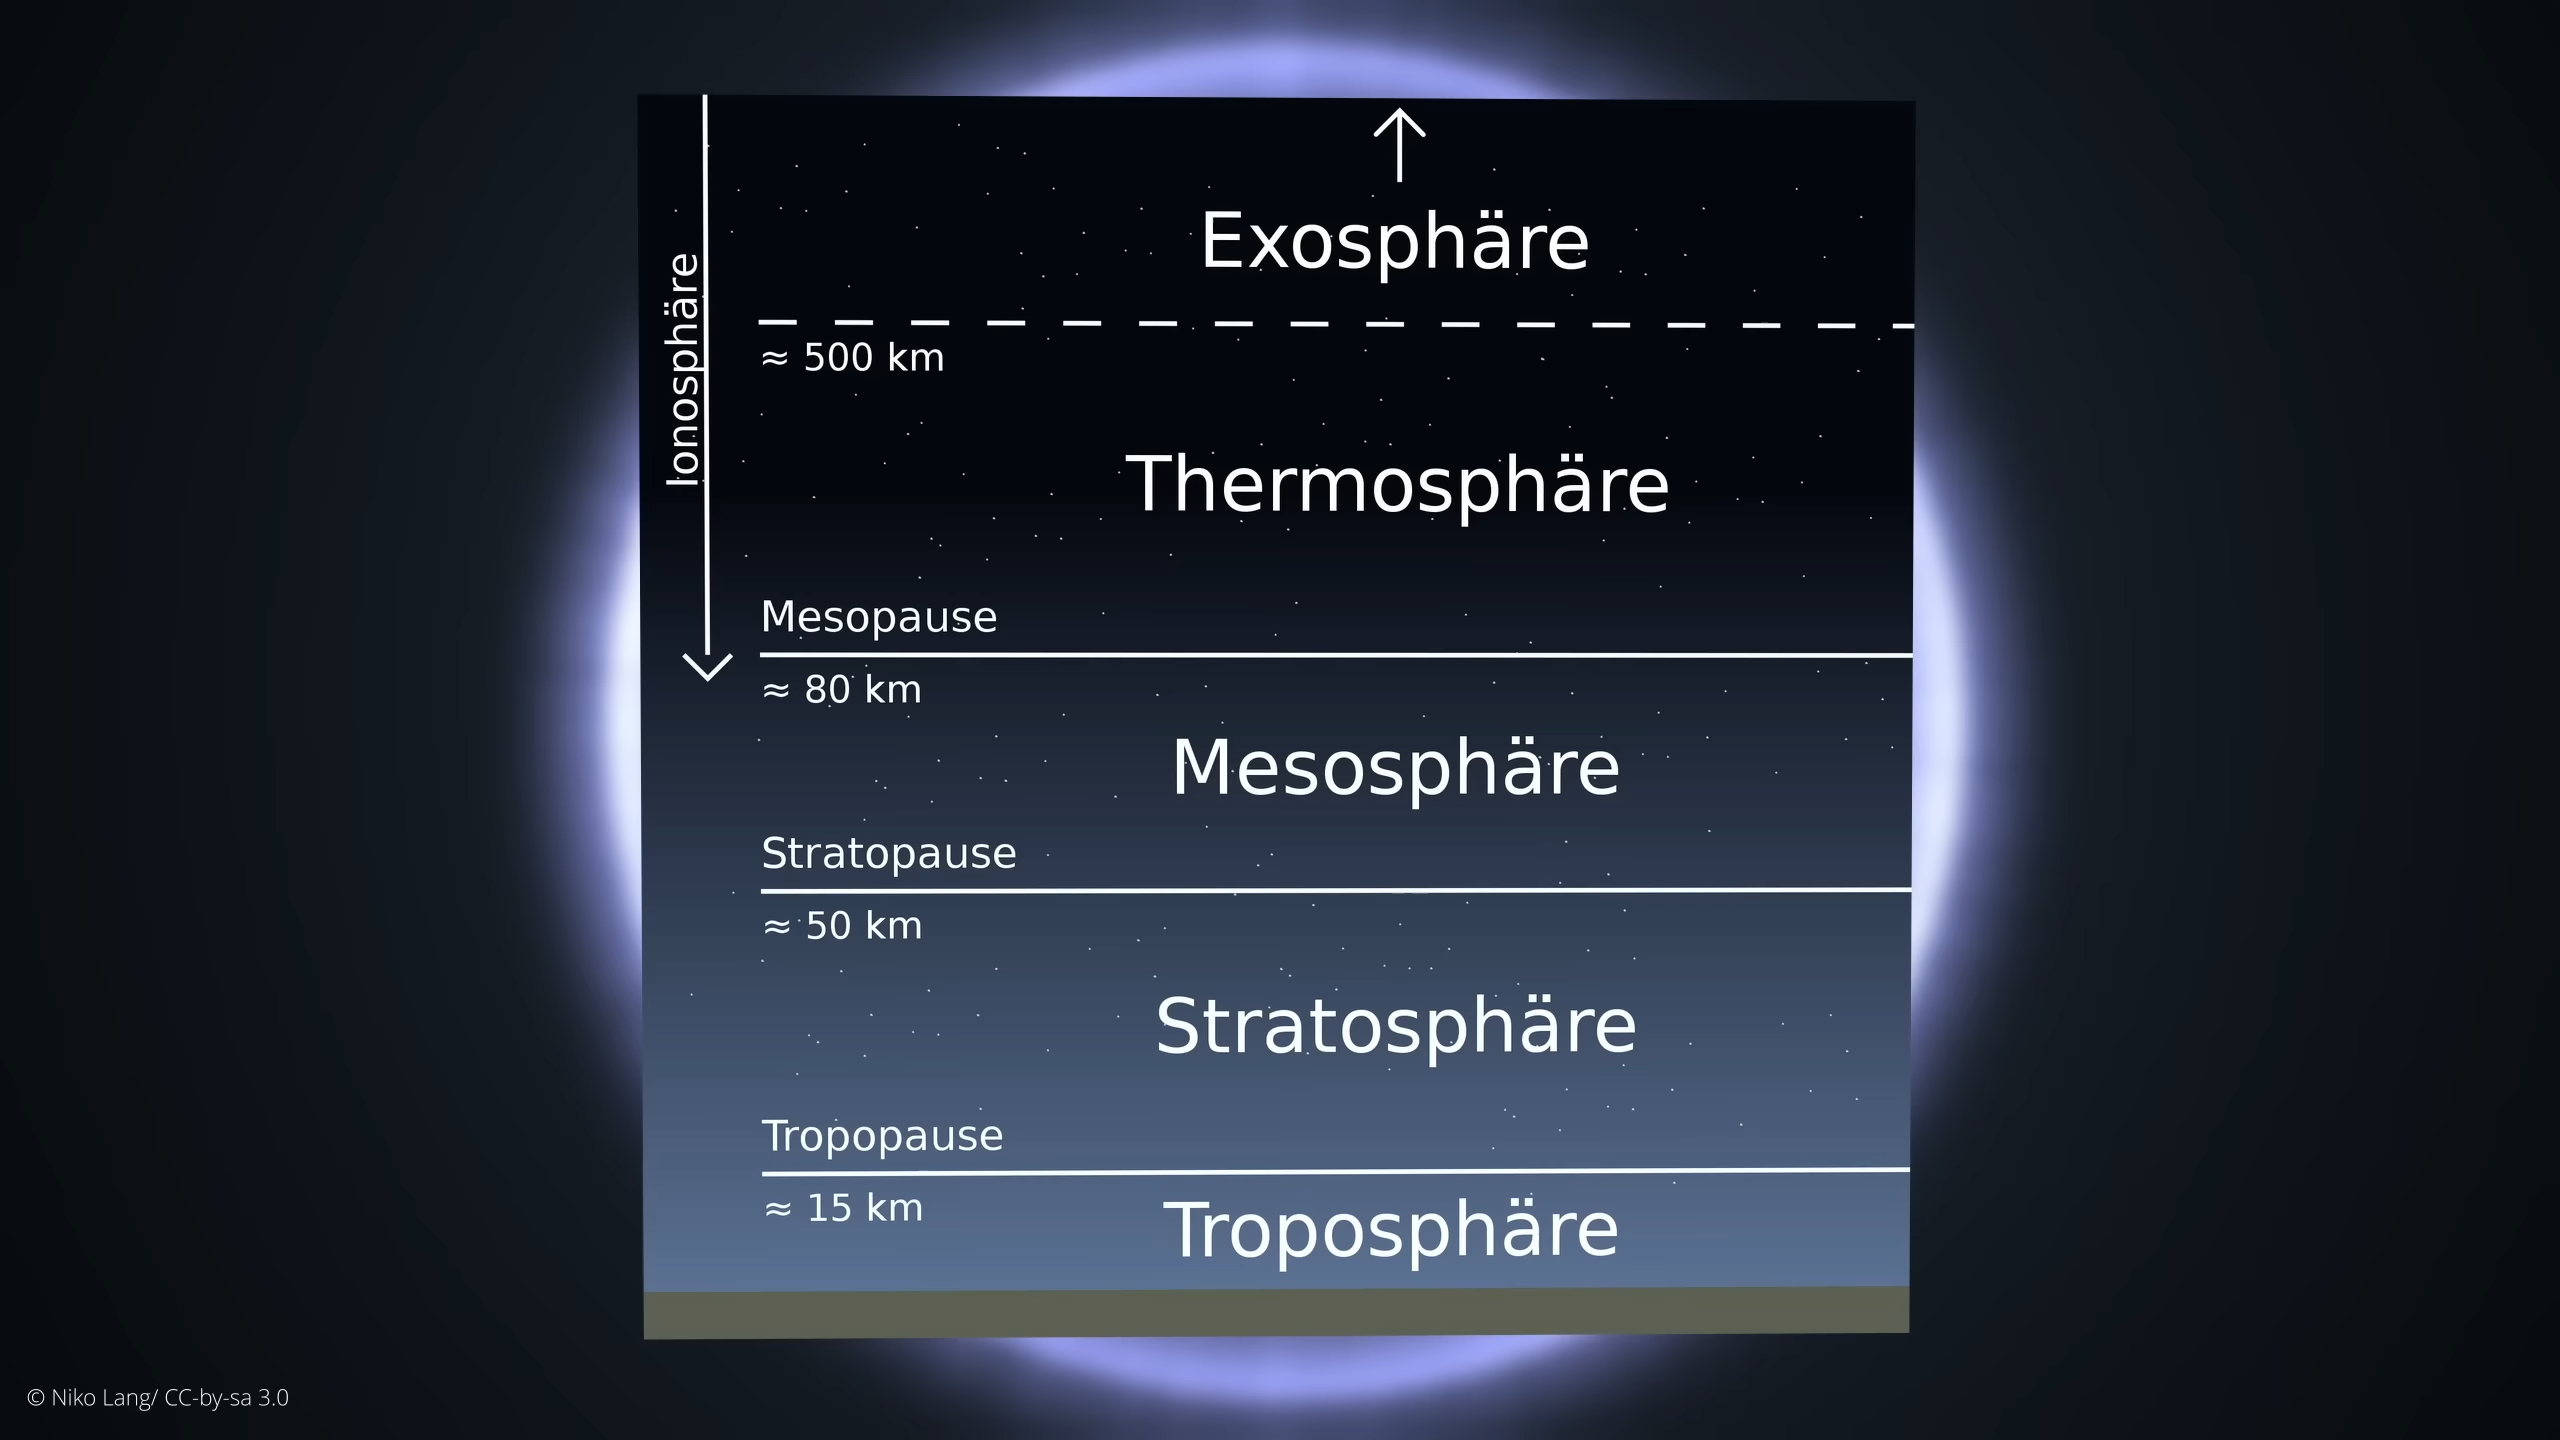 Exosphäre
Ionosphäre
≈ 500 km
Thermosphäre
Mesopause
≈ 80 km
Mesosphäre
Stratopause
≈ 50 km
Stratosphäre
Tropopause
≈ 15 km
Troposphäre
© Niko Lang/ CC-by-sa 3.0